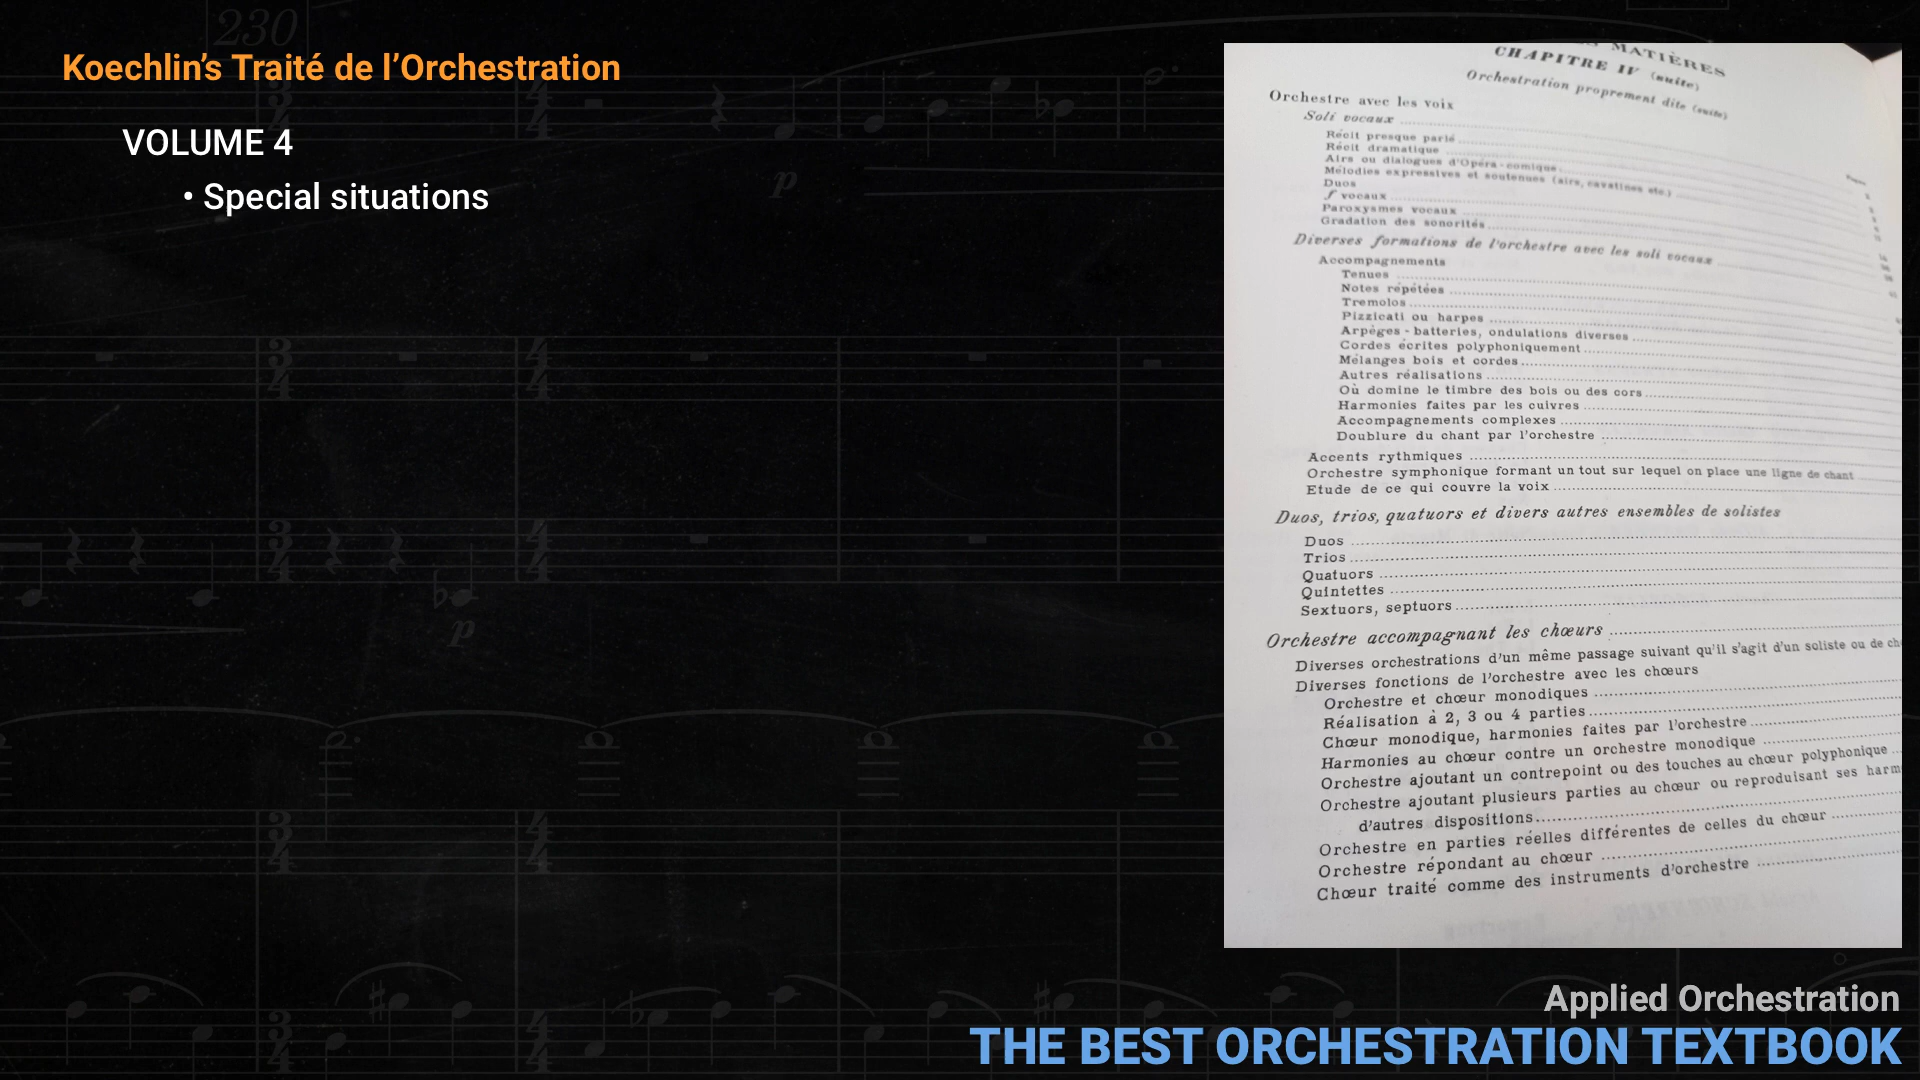 230
Koechlin’s Traité de l’Orchestration
VOLUME 4
• Special situations
MATIÈRES
CHAPITRE IV (suite)
Orchestration proprement dite (suite)
Orchestre avec les voix
Soli vocaux
Récit presque parlé
Récit dramatique
Airs ou dialogues d'Opéra-comique
Mélodies expressives et soutenues (airs, cavatines etc.)
Duos
f vocaux
Paroxysmes vocaux
Gradation des sonorités
Diverses formations de l'orchestre avec les soli vocaux
Accompagnements
Tenues
Notes répétées
Tremolos
Pizzicati ou harpes
Arpèges - batteries, ondulations diverses
Cordes écrites polyphoniquement
Mélanges bois et cordes
Autres réalisations
Où domine le timbre des bois ou des cors
Harmonies faites par les cuivres
Accompagnements complexes
Doublure du chant par l'orchestre
Accents rythmiques
Orchestre symphonique formant un tout sur lequel on place une ligne de chant
Etude de ce qui couvre la voix
Duos, trios, quatuors et divers autres ensembles de solistes
Duos
Trios
Quatuors
Quintettes
Sextuors, septuors
Orchestre accompagnant les chœurs
Diverses orchestrations d'un même passage suivant qu'il s'agit d'un soliste ou de
Diverses fonctions de l'orchestre avec les chœurs
Orchestre et chœur monodiques
Réalisation à 2, 3 ou 4 parties
Chœur monodique, harmonies faites par l'orchestre
Harmonies au chœur contre un orchestre monodique
Orchestre ajoutant un contrepoint ou des touches au chœur polyphonique
Orchestre ajoutant plusieurs parties au chœur ou reproduisant ses
d'autres dispositions
Orchestre en parties réelles différentes de celles du chœur
Orchestre répondant au chœur
Chœur traité comme des instruments d'orchestre
Applied Orchestration
THE BEST ORCHESTRATION TEXTBOOK